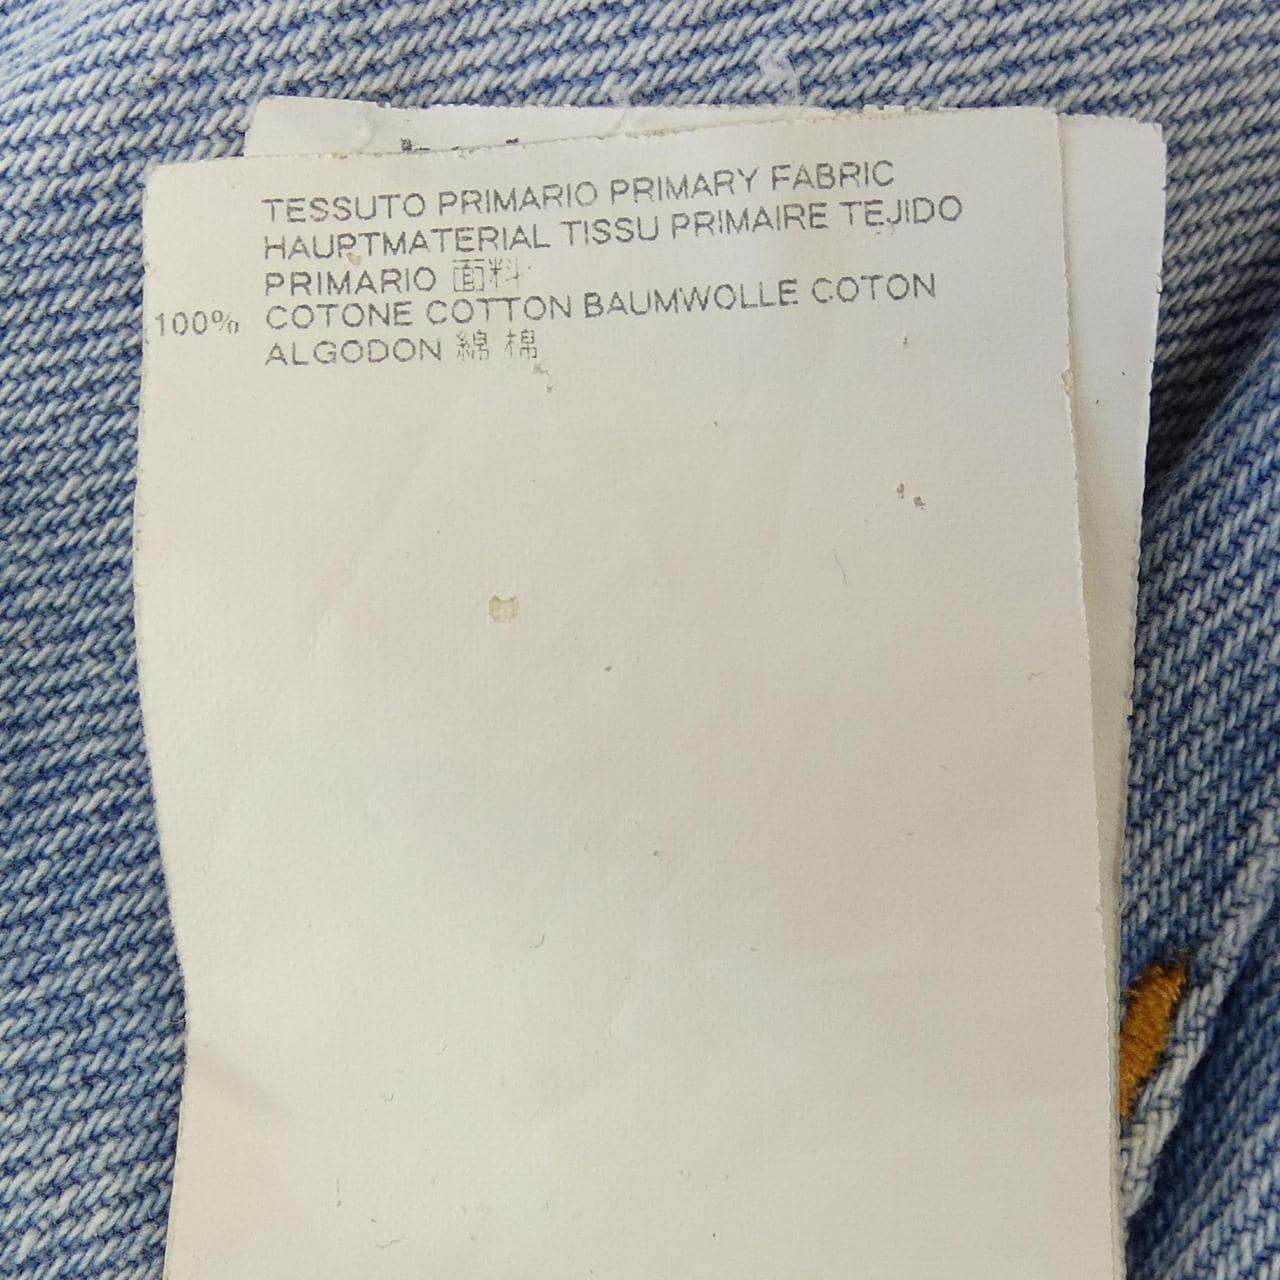 TESSUTO PRIMARIO PRIMARY FABRIC
HAUPTMATERIAL TISSU PRIMAIRE TEJIDO
PRIMARIO 面料
100% COTONE COTTON BAUMWOLLE COTON
ALGODON 綿 棉